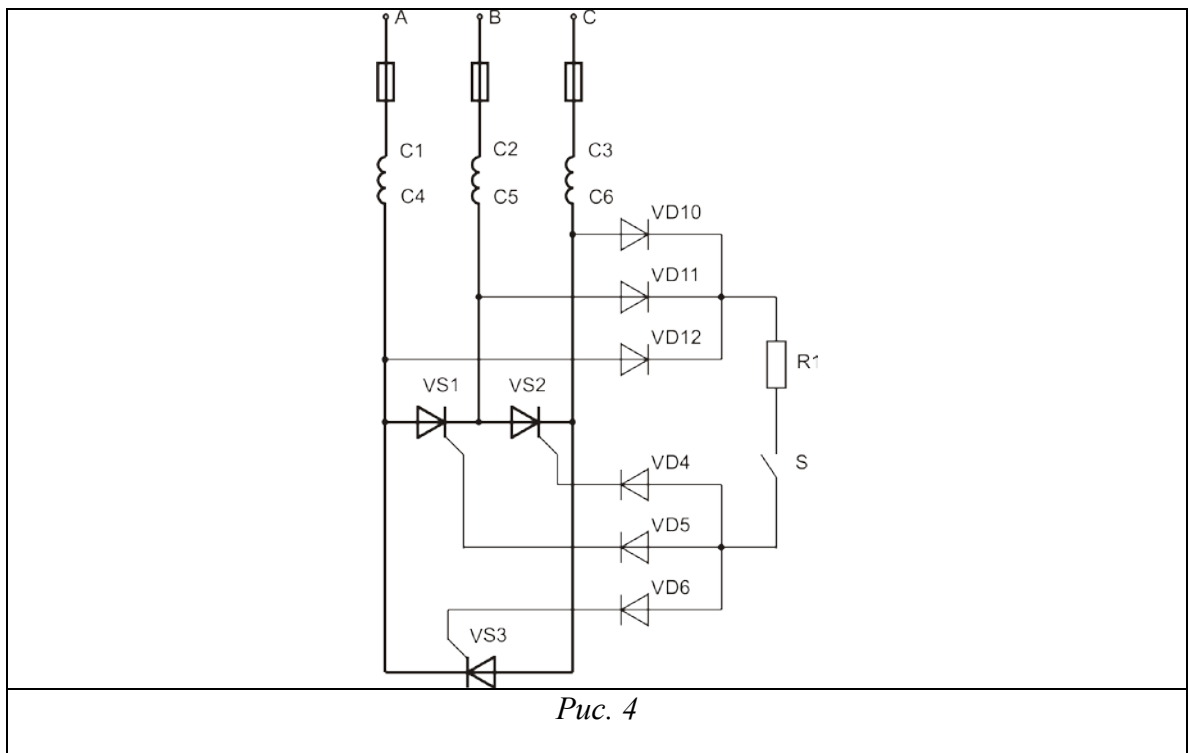 A B C
C1 C2 C3
C4 C5 C6
VD10
VD11
VD12
R1
VS1 VS2
VD4
S
VD5
VD6
VS3
Рис. 4